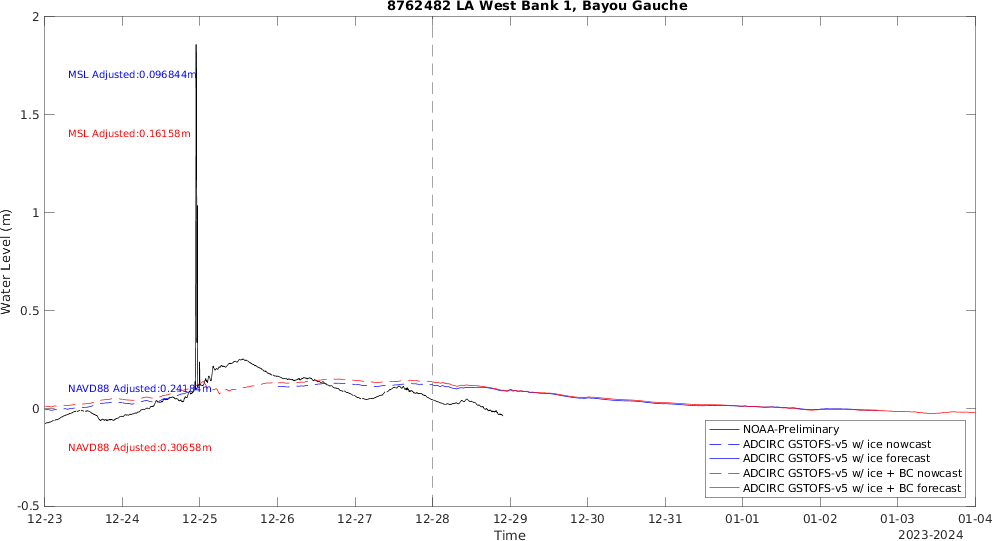 8762482 LA West Bank 1, Bayou Gauche
Water Level (m)
2
1.5
1
0.5
0
-0.5
MSL Adjusted:0.096844m
MSL Adjusted:0.16158m
NAVD88 Adjusted:0.24184m
NAVD88 Adjusted:0.30658m
NOAA-Preliminary
ADCIRC GSTOFS-v5 w/ ice nowcast
ADCIRC GSTOFS-v5 w/ ice forecast
ADCIRC GSTOFS-v5 w/ ice + BC nowcast
ADCIRC GSTOFS-v5 w/ ice + BC forecast
12-23 12-24 12-25 12-26 12-27 12-28 12-29 12-30 12-31 01-01 01-02 01-03 01-04
Time
2023-2024